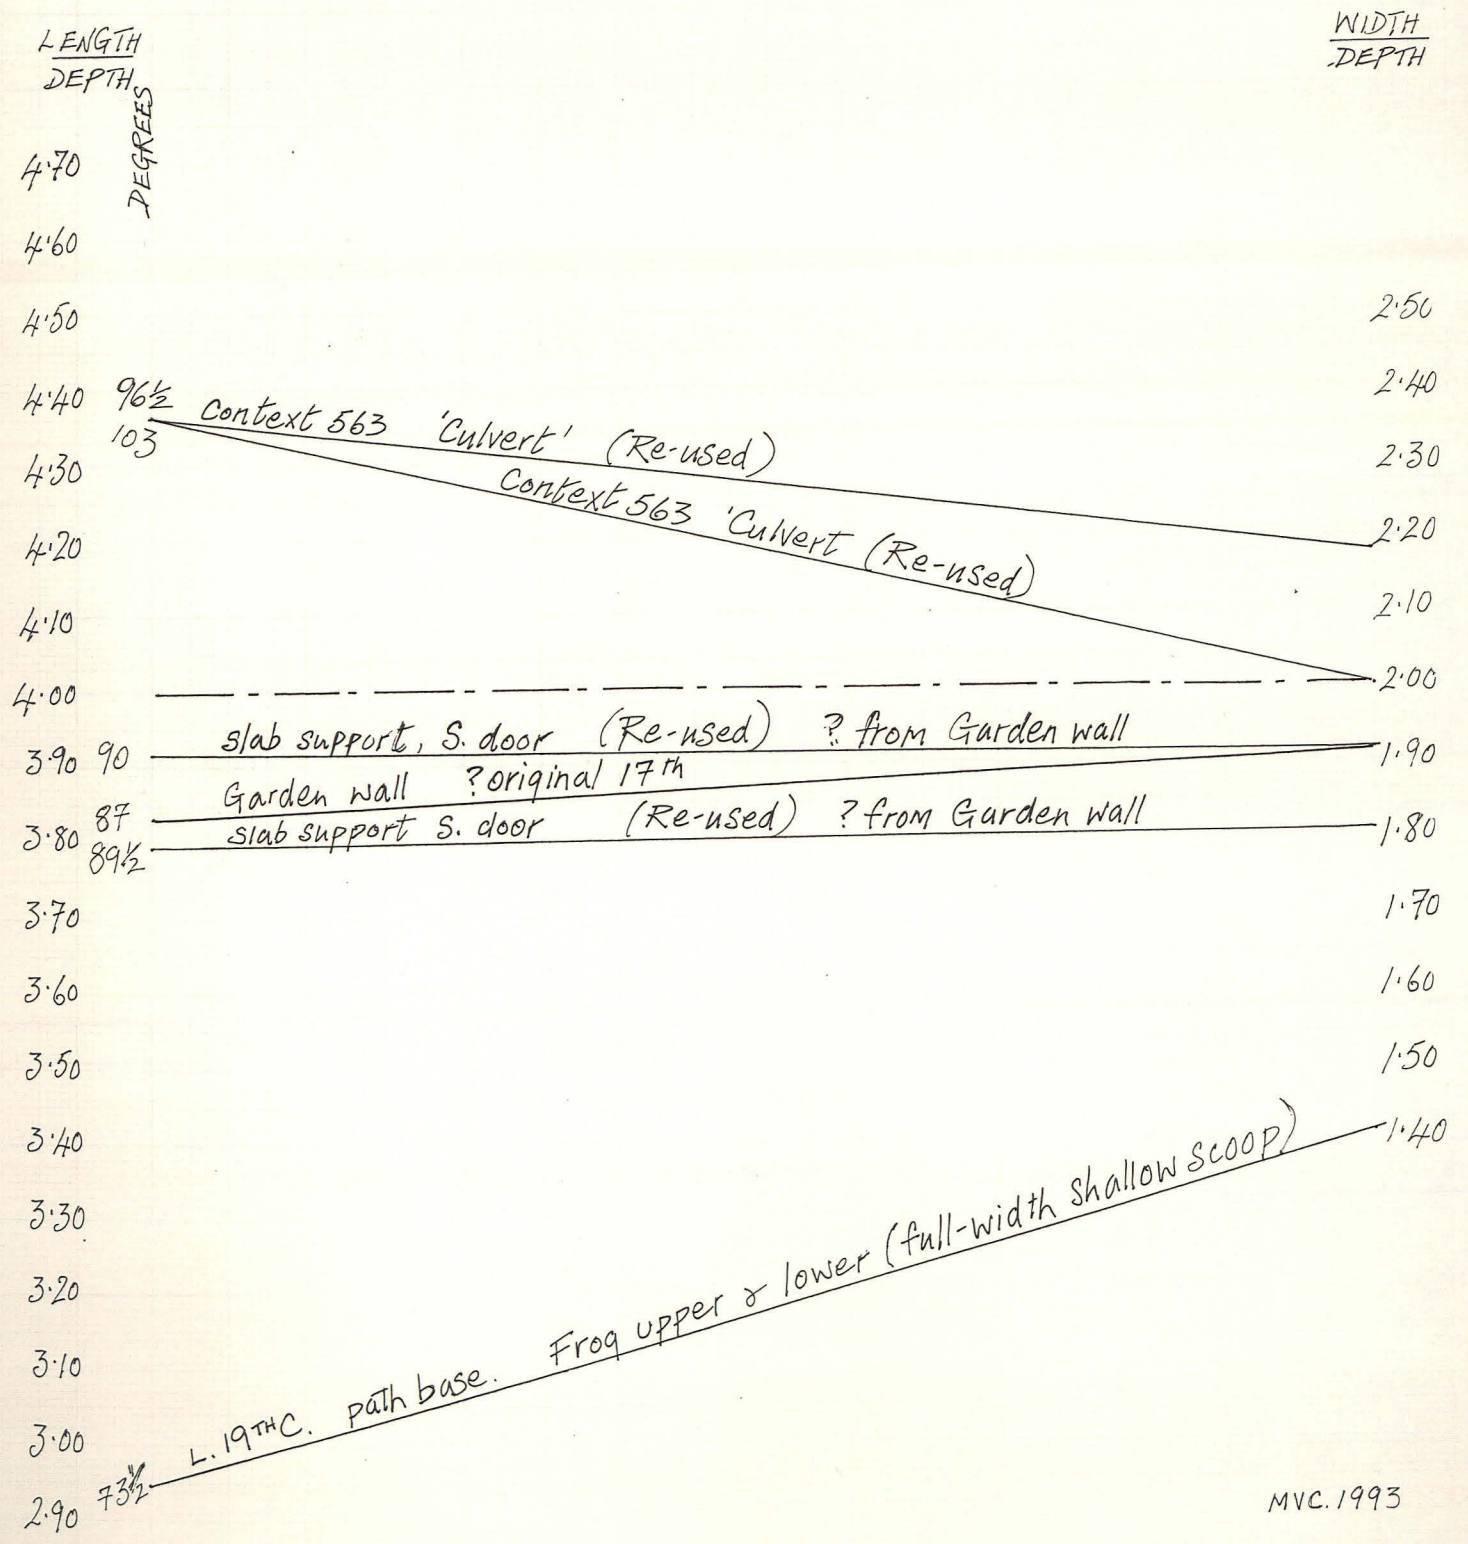 LENGTH
DEPTH
DEGREES
WIDTH
DEPTH
4·70
4·60
4·50
2·50
4·40 96½
2·40
103
Context 563 'Culvert' (Re-used)
4·30
2·30
Context 563 'Culvert (Re-used)
4·20
2·20
4·10
2·10
4·00
2·00
slab support, S. door (Re-used) ? from Garden wall
3·90 90
1·90
Garden wall ? original 17th
87
slab support S. door (Re-used) ? from Garden wall
3·80
1·80
89½
3·70
1·70
3·60
1·60
3·50
1·50
3·40
1·40
3·30
3·20
3·10
3·00
L. 19TH C. path base. Frog upper & lower (full-width shallow scoop)
73½
2·90
MVC. 1993